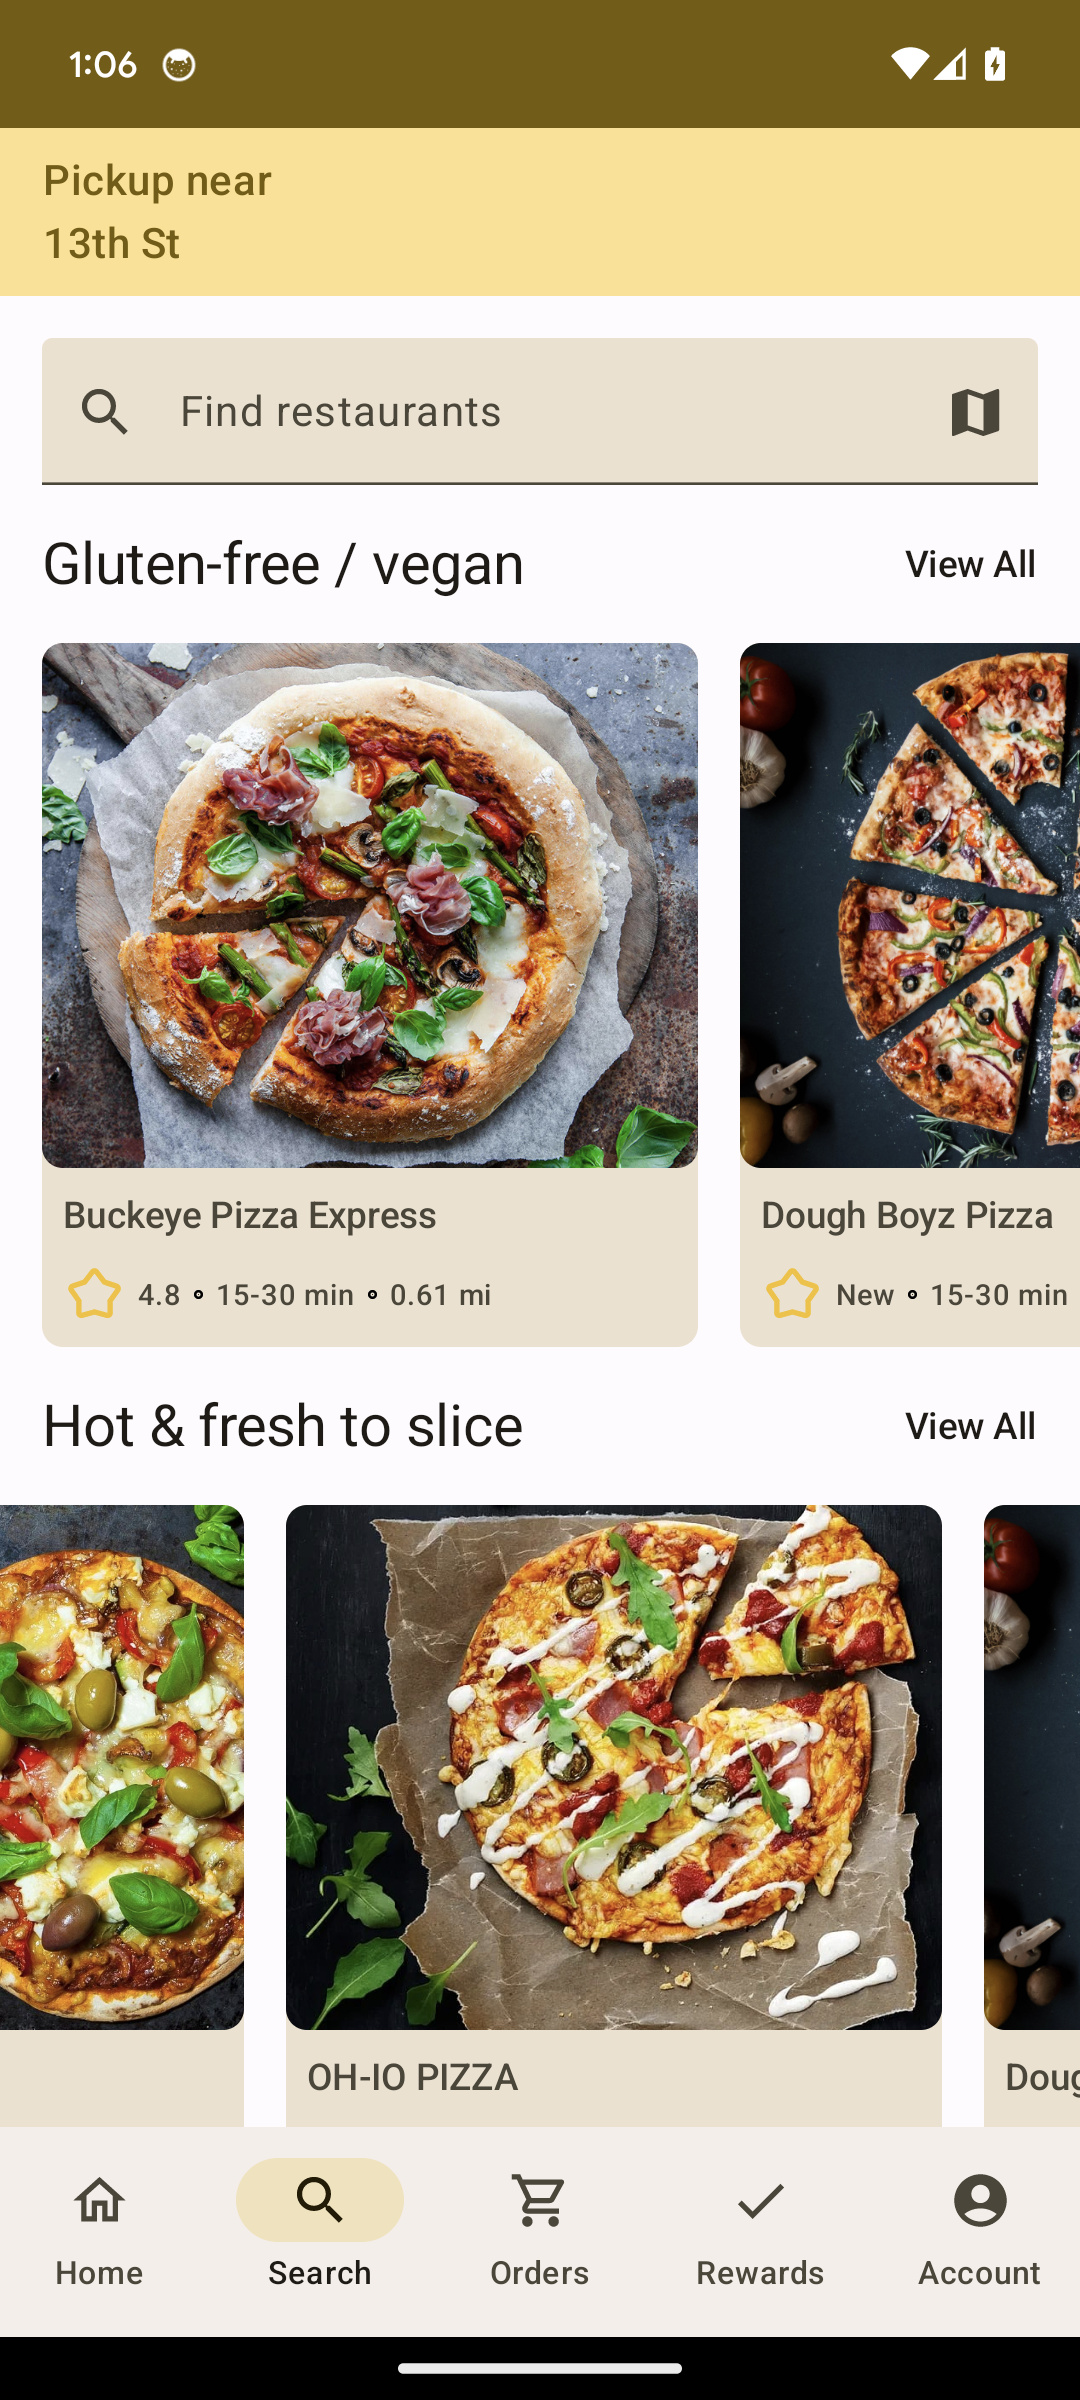 1:06
Pickup near
13th St
Find restaurants
Gluten-free / vegan
View All
Buckeye Pizza Express
4.8 • 15-30 min • 0.61 mi
Dough Boyz Pizza
New • 15-30 min
Hot & fresh to slice
View All
OH-IO PIZZA
Doug
Home
Search
Orders
Rewards
Account